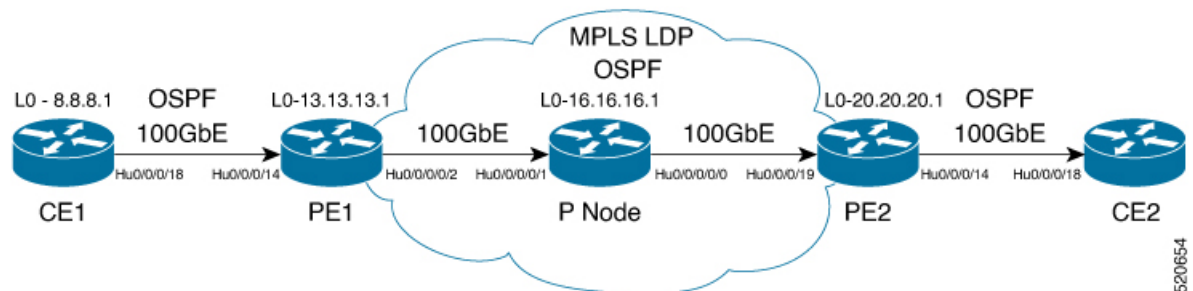 MPLS LDP
OSPF
L0 - 8.8.8.1
OSPF
L0-13.13.13.1
L0-16.16.16.1
L0-20.20.20.1
OSPF
100GbE
100GbE
100GbE
100GbE
Hu0/0/0/18
Hu0/0/0/14
Hu0/0/0/0/2
Hu0/0/0/0/1
Hu0/0/0/0/0
Hu0/0/0/19
Hu0/0/0/14
Hu0/0/0/18
CE1
PE1
P Node
PE2
CE2
520654